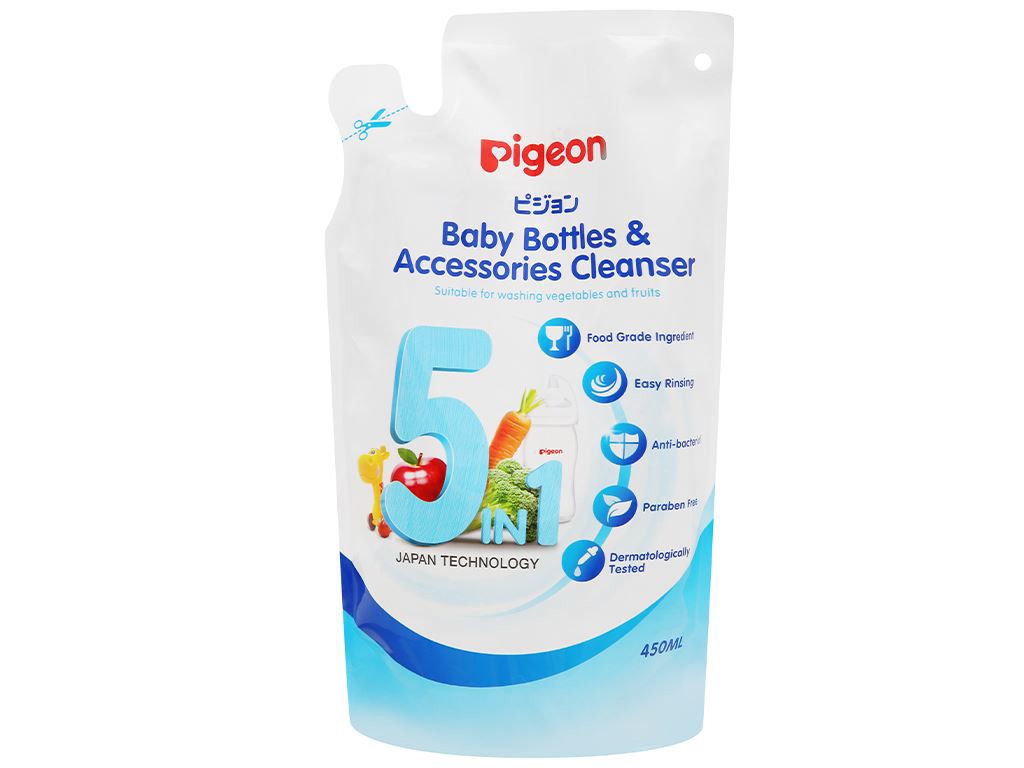 Pigeon
ピジョン
Baby Bottles &
Accessories Cleanser
Suitable for washing vegetables and fruits
Food Grade Ingredient
Easy Rinsing
Pigeon
Paraben Free
5
IN 1
JAPAN TECHNOLOGY
Dermatologically
Tested
450ML